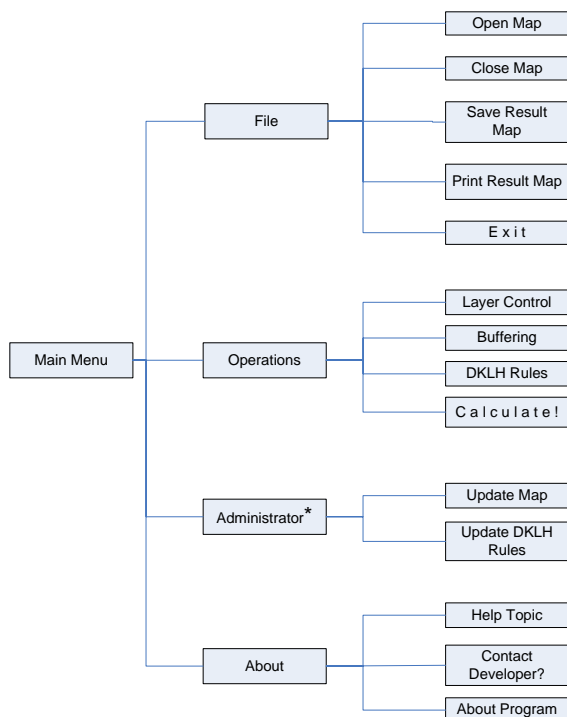 Main Menu
File
Open Map
Close Map
Save Result
Map
Print Result Map
E x i t
Operations
Layer Control
Buffering
DKLH Rules
C a l c u l a t e !
Administrator*
Update Map
Update DKLH
Rules
About
Help Topic
Contact
Developer?
About Program